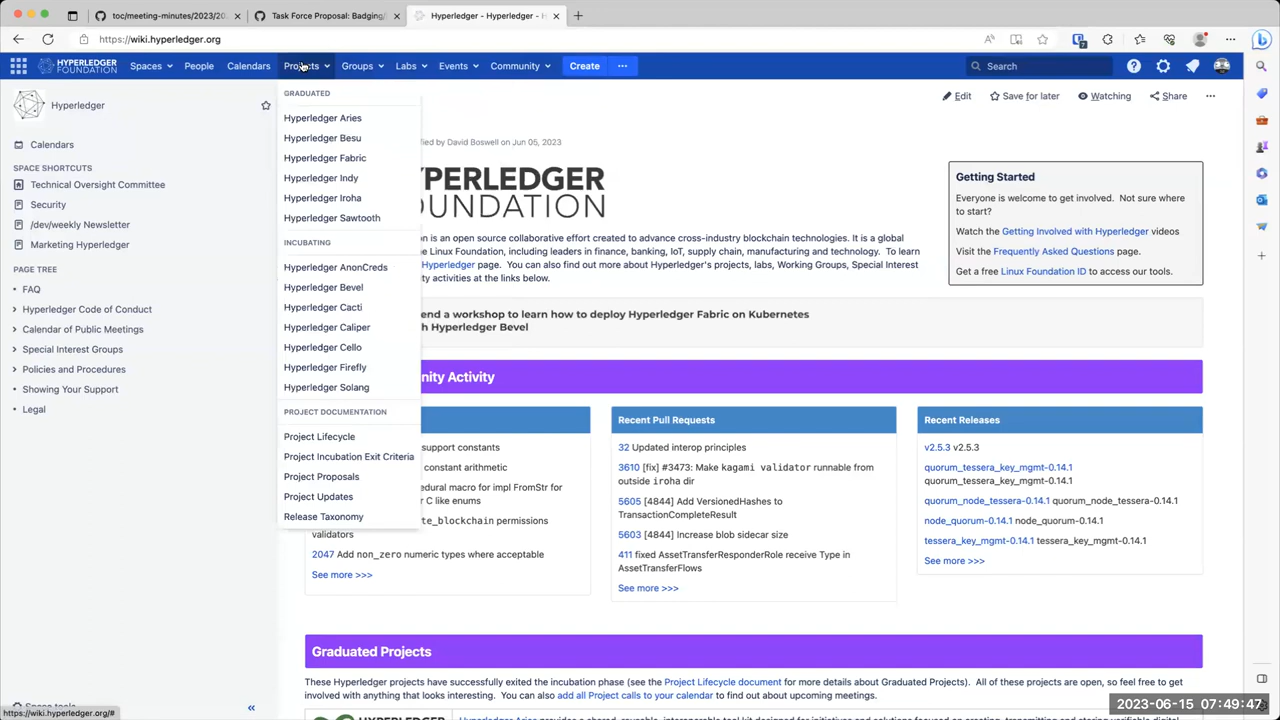 toc/meeting-minutes/2023/20
Task Force Proposal: Badging/
Hyperledger - Hyperledger - H
https://wiki.hyperledger.org
HYPERLEDGER
FOUNDATION
Spaces
People
Calendars
Projects
Groups
Labs
Events
Community
Create
Search
Hyperledger
Calendars
SPACE SHORTCUTS
Technical Oversight Committee
Security
/dev/weekly Newsletter
Marketing Hyperledger
PAGE TREE
FAQ
Hyperledger Code of Conduct
Calendar of Public Meetings
Special Interest Groups
Policies and Procedures
Showing Your Support
Legal
GRADUATED
Hyperledger Aries
Hyperledger Besu
Hyperledger Fabric
Hyperledger Indy
Hyperledger Iroha
Hyperledger Sawtooth
INCUBATING
Hyperledger AnonCreds
Hyperledger Bevel
Hyperledger Cacti
Hyperledger Caliper
Hyperledger Cello
Hyperledger Firefly
Hyperledger Solang
PROJECT DOCUMENTATION
Project Lifecycle
Project Incubation Exit Criteria
Project Proposals
Project Updates
Release Taxonomy
Edit
Save for later
Watching
Share
fied by David Boswell on Jun 05, 2023
YPERLEDGER
OUNDATION
on is an open source collaborative effort created to advance cross-industry blockchain technologies. It is a global
e Linux Foundation, including leaders in finance, banking, IoT, supply chain, manufacturing and technology. To learn
Hyperledger page. You can also find out more about Hyperledger's projects, labs, Working Groups, Special Interest
ty activities at the links below.
Getting Started
Everyone is welcome to get involved. Not sure where
to start?
Watch the Getting Involved with Hyperledger videos
Visit the Frequently Asked Questions page.
Get a free Linux Foundation ID to access our tools.
end a workshop to learn how to deploy Hyperledger Fabric on Kubernetes
h Hyperledger Bevel
nity Activity
support constants
constant arithmetic
edural macro for impl FromStr for
r C like enums
te_blockchain permissions
validators
2047 Add non_zero numeric types where acceptable
See more >>>
Recent Pull Requests
32 Updated interop principles
3610 [fix] #3473: Make kagami validator runnable from
outside iroha dir
5605 [4844] Add VersionedHashes to
TransactionCompleteResult
5603 [4844] Increase blob sidecar size
411 fixed AssetTransferResponderRole receive Type in
AssetTransferFlows
See more >>>
Recent Releases
v2.5.3 v2.5.3
quorum_tessera_key_mgmt-0.14.1
quorum_tessera_key_mgmt-0.14.1
quorum_node_tessera-0.14.1 quorum_node_tessera-0.14.1
node_quorum-0.14.1 node_quorum-0.14.1
tessera_key_mgmt-0.14.1 tessera_key_mgmt-0.14.1
See more >>>
Graduated Projects
These Hyperledger projects have successfully exited the incubation phase (see the Project Lifecycle document for more details about Graduated Projects). All of these projects are open, so feel free to get
involved with anything that looks interesting. You can also add all Project calls to your calendar to find out about upcoming meetings.
https://wiki.hyperledger.org/#
2023-06-15 07:49:47